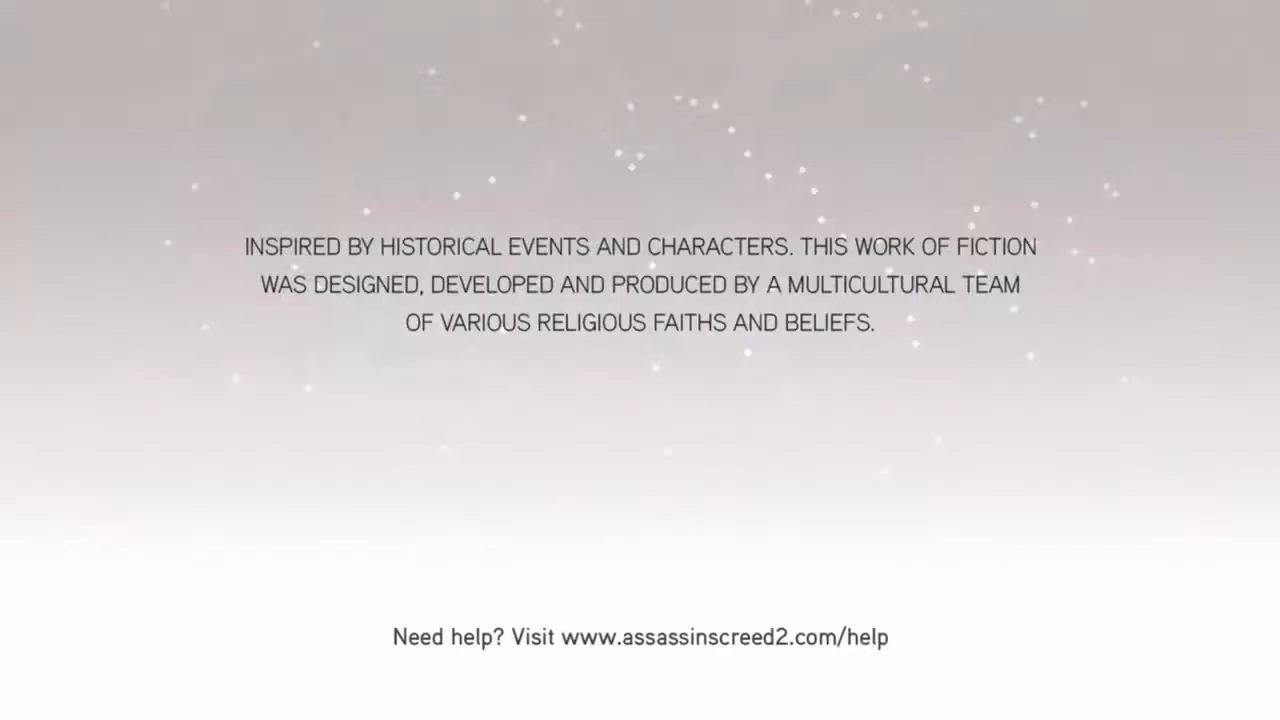 INSPIRED BY HISTORICAL EVENTS AND CHARACTERS. THIS WORK OF FICTION
WAS DESIGNED, DEVELOPED AND PRODUCED BY A MULTICULTURAL TEAM
OF VARIOUS RELIGIOUS FAITHS AND BELIEFS.
Need help? Visit www.assassinscreed2.com/help